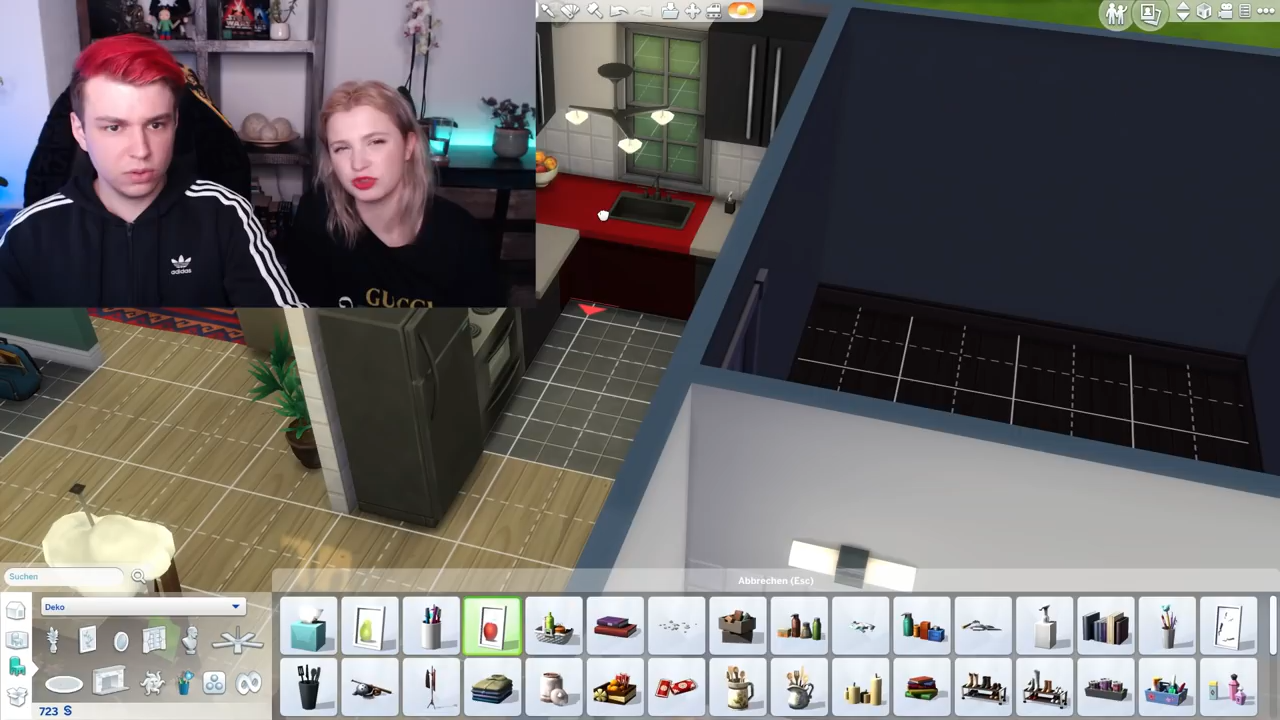 adidas
GUCCI
Abbrechen (Esc)
Suchen
Deko
723 S